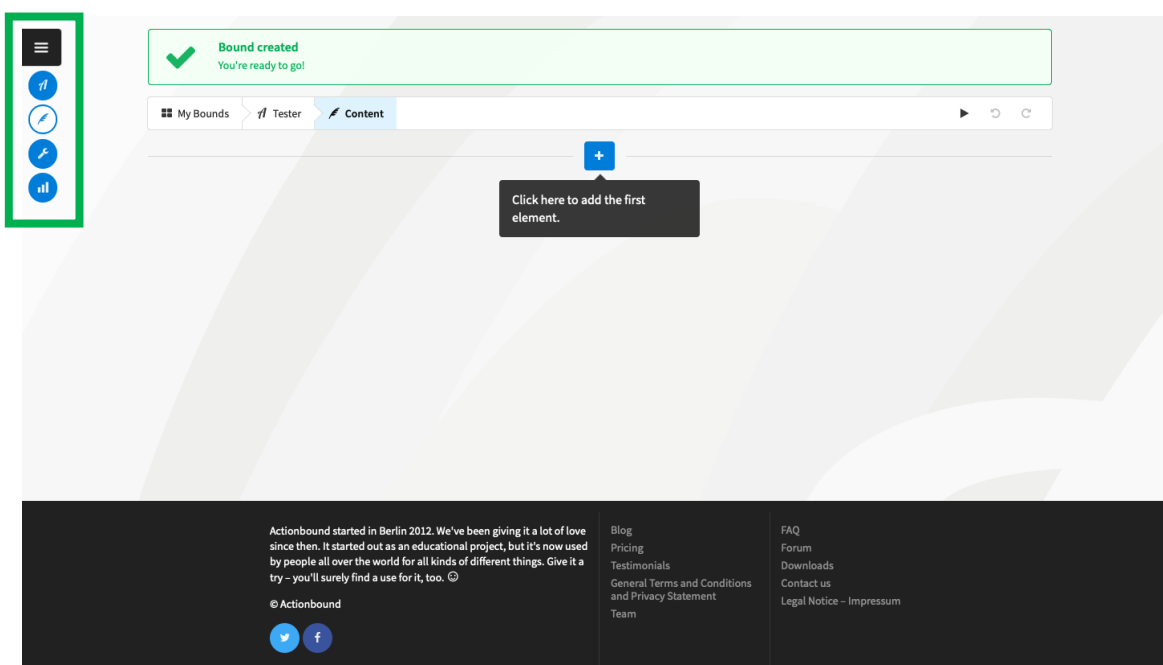 Bound created
You're ready to go!
My Bounds
Tester
Content
Click here to add the first
element.
Actionbound started in Berlin 2012. We've been giving it a lot of love
since then. It started out as an educational project, but it's now used
by people all over the world for all kinds of different things. Give it a
try – you'll surely find a use for it, too. ☺
© Actionbound
Blog
Pricing
Testimonials
General Terms and Conditions
and Privacy Statement
Team
FAQ
Forum
Downloads
Contact us
Legal Notice – Impressum